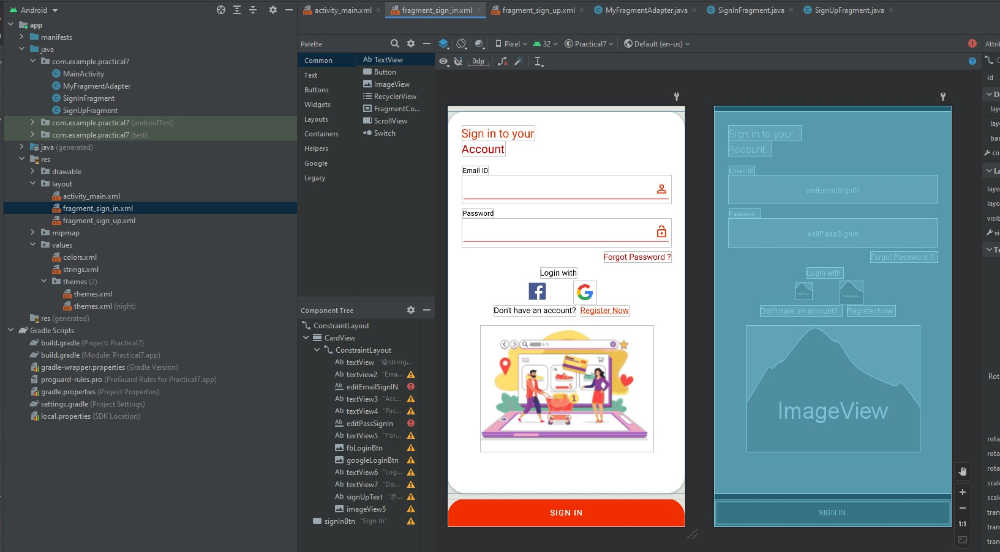 Android
app
manifests
java
com.example.practical7
MainActivity
MyFragmentAdapter
SignInFragment
SignUpFragment
com.example.practical7 (androidTest)
com.example.practical7 (test)
java (generated)
res
drawable
layout
activity_main.xml
fragment_sign_in.xml
fragment_sign_up.xml
mipmap
values
colors.xml
strings.xml
themes (2)
themes.xml
themes.xml (night)
res (generated)
Gradle Scripts
build.gradle (Project: Practical7)
build.gradle (Module: Practical7.app)
gradle-wrapper.properties (Gradle Version)
proguard-rules.pro (ProGuard Rules for Practical7.app)
gradle.properties (Project Properties)
settings.gradle (Project Settings)
local.properties (SDK Location)
activity_main.xml
fragment_sign_in.xml
fragment_sign_up.xml
MyFragmentAdapter.java
SignInFragment.java
SignUpFragment.java
Palette
Common
Text
Buttons
Widgets
Layouts
Containers
Helpers
Google
Legacy
Ab TextView
Button
ImageView
RecyclerView
FragmentCo...
ScrollView
Switch
Component Tree
ConstraintLayout
CardView
ConstraintLayout
Ab textView "@string...
Ab textview2 "Ema...
Ab editEmailSignIN
Ab textView3 "Acc...
Ab textView4 "Pas...
Ab editPassSignIn
Ab textView5 "For...
fbLoginBtn
googleLoginBtn
Ab textView6 "Log...
Ab textView7 "Do...
Ab signUpText "@...
imageView5
signInBtn "Sign In"
Pixel
32
Practical7
Default (en-us)
0dp
Sign in to your
Account
Email ID
Password
Forgot Password ?
Login with
Don't have an account? Register Now
SIGN IN
Sign in to your
Account
Email ID
editEmailSignIN
Password
editPassSignIn
Forgot Password ?
Login with
ImageView
ImageView
Don't have an account? Register Now
ImageView
SIGN IN
1:1
Attri
C
id
D
layo
layo
bac
co
La
layo
layo
visib
vi
Tr
Rot
rota
rota
rota
scal
scal
tran
tran
tran